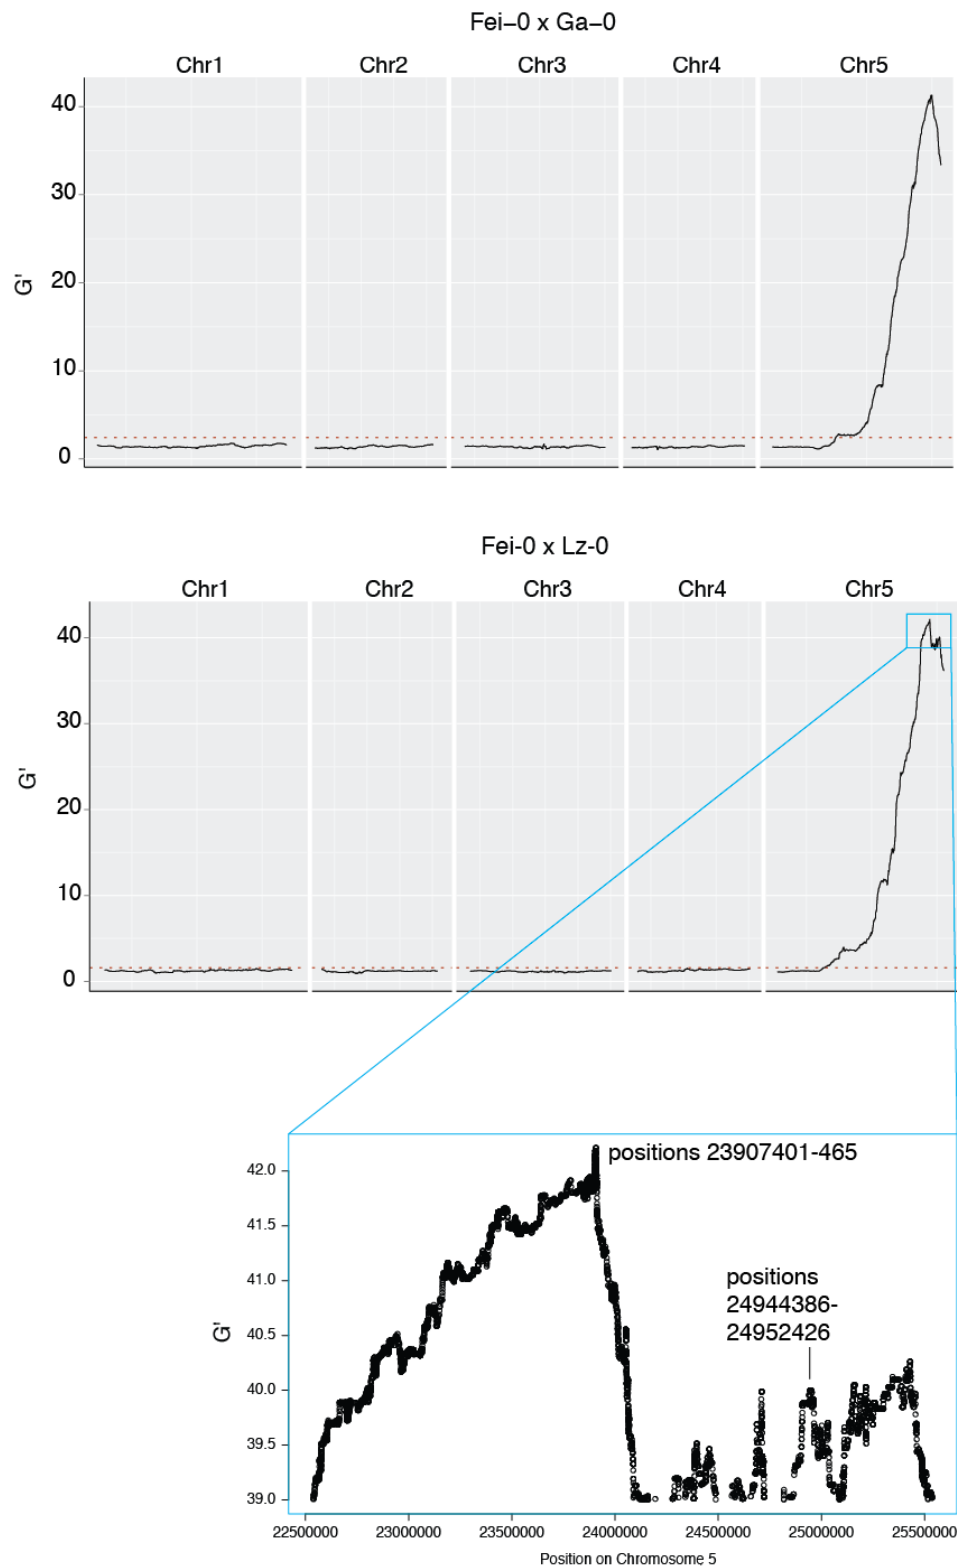 Fei–0 x Ga–0
Chr1 Chr2 Chr3 Chr4 Chr5
40
30
G'
20
10
0
Fei-0 x Lz-0
Chr1 Chr2 Chr3 Chr4 Chr5
40
30
G'
20
10
0
positions 23907401-465
42.0
41.5
positions
24944386-
24952426
41.0
40.5
G'
40.0
39.5
39.0
22500000 23000000 23500000 24000000 24500000 25000000 25500000
Position on Chromosome 5